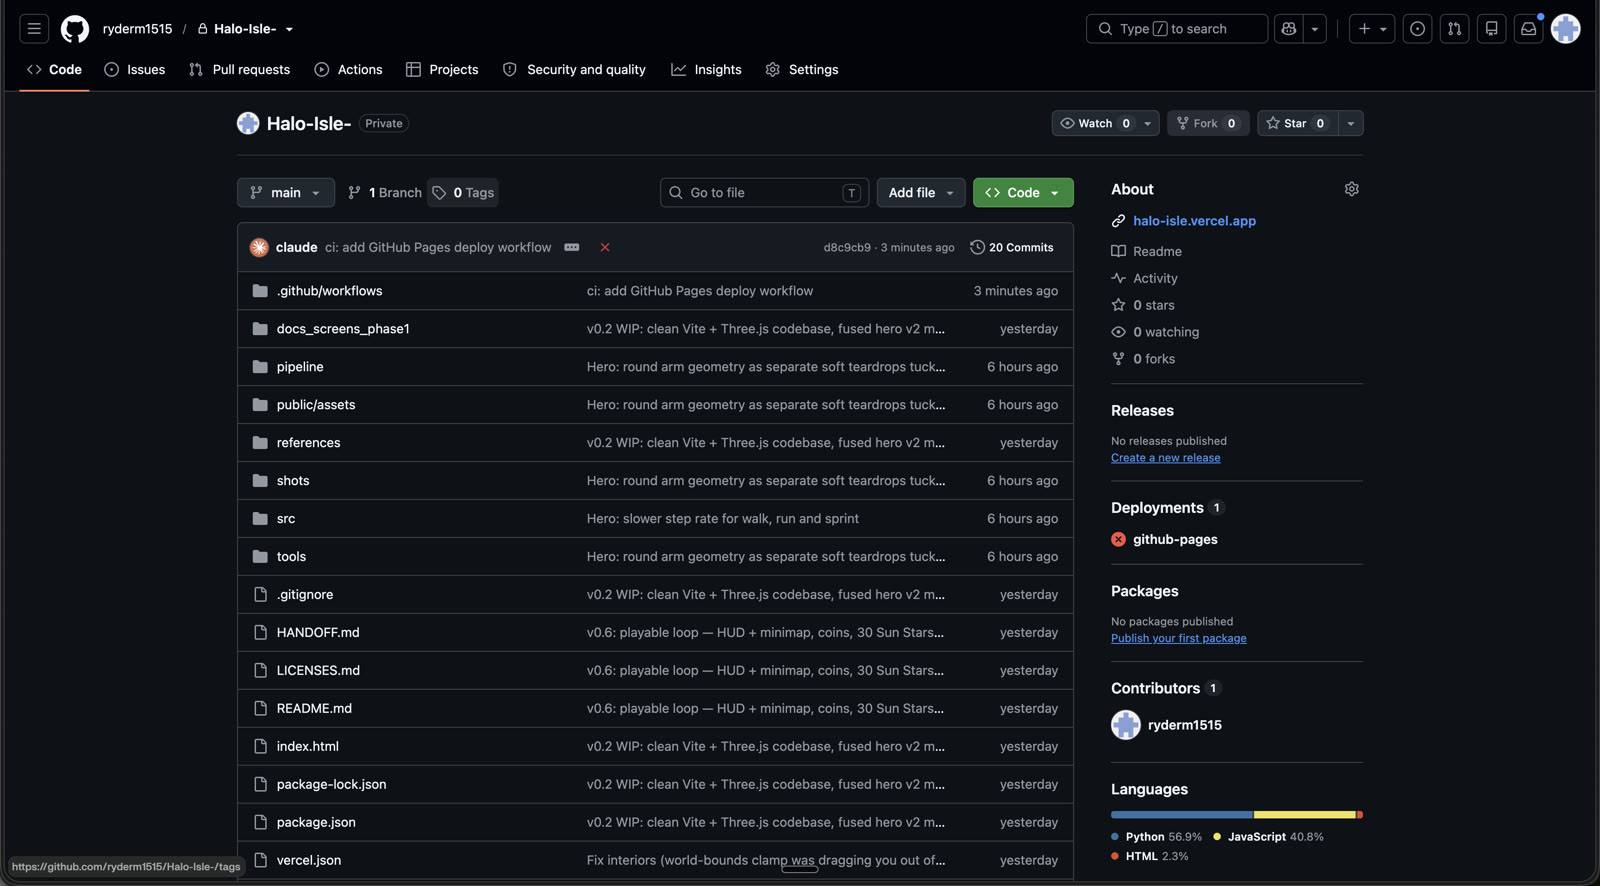 ryderm1515 / Halo-Isle-
Type / to search
Code Issues Pull requests Actions Projects Security and quality Insights Settings
Halo-Isle- Private
Watch 0 Fork 0 Star 0
main 1 Branch 0 Tags Go to file T Add file Code
claude ci: add GitHub Pages deploy workflow d8c9cb9 · 3 minutes ago 20 Commits
.github/workflows ci: add GitHub Pages deploy workflow 3 minutes ago
docs_screens_phase1 v0.2 WIP: clean Vite + Three.js codebase, fused hero v2 m... yesterday
pipeline Hero: round arm geometry as separate soft teardrops tuck... 6 hours ago
public/assets Hero: round arm geometry as separate soft teardrops tuck... 6 hours ago
references v0.2 WIP: clean Vite + Three.js codebase, fused hero v2 m... yesterday
shots Hero: round arm geometry as separate soft teardrops tuck... 6 hours ago
src Hero: slower step rate for walk, run and sprint 6 hours ago
tools Hero: round arm geometry as separate soft teardrops tuck... 6 hours ago
.gitignore v0.2 WIP: clean Vite + Three.js codebase, fused hero v2 m... yesterday
HANDOFF.md v0.6: playable loop — HUD + minimap, coins, 30 Sun Stars... yesterday
LICENSES.md v0.6: playable loop — HUD + minimap, coins, 30 Sun Stars... yesterday
README.md v0.6: playable loop — HUD + minimap, coins, 30 Sun Stars... yesterday
index.html v0.2 WIP: clean Vite + Three.js codebase, fused hero v2 m... yesterday
package-lock.json v0.2 WIP: clean Vite + Three.js codebase, fused hero v2 m... yesterday
package.json v0.2 WIP: clean Vite + Three.js codebase, fused hero v2 m... yesterday
vercel.json Fix interiors (world-bounds clamp was dragging you out of... yesterday
About
halo-isle.vercel.app
Readme
Activity
0 stars
0 watching
0 forks
Releases
No releases published
Create a new release
Deployments 1
github-pages
Packages
No packages published
Publish your first package
Contributors 1
ryderm1515
Languages
Python 56.9% JavaScript 40.8%
HTML 2.3%
https://github.com/ryderm1515/Halo-Isle-/tags